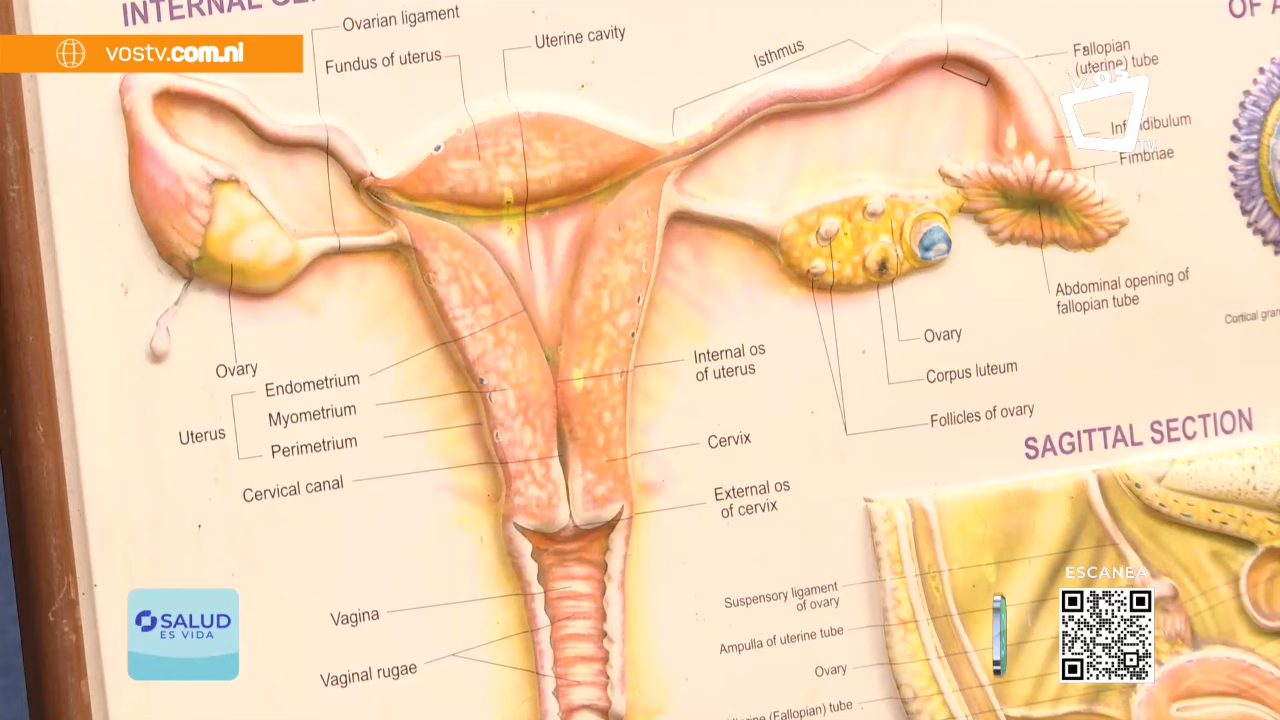 INTERNAL
OF
vostv.com.ni
Ovarian ligament
Fundus of uterus
Uterine cavity
Isthmus
Fallopian
(uterine) tube
VOS
TV
Fimbriae
Abdominal opening of
fallopian tube
Ovary
Corpus luteum
Follicles of ovary
Cortical
Ovary
Uterus
Endometrium
Myometrium
Perimetrium
Cervical canal
Internal os
of uterus
Cervix
External os
of cervix
SAGITTAL SECTION
Vagina
Vaginal rugae
Suspensory ligament
of ovary
Ampulla of uterine tube
Ovary
(Fallopian) tube
SALUD
ES VIDA
ESCANEA